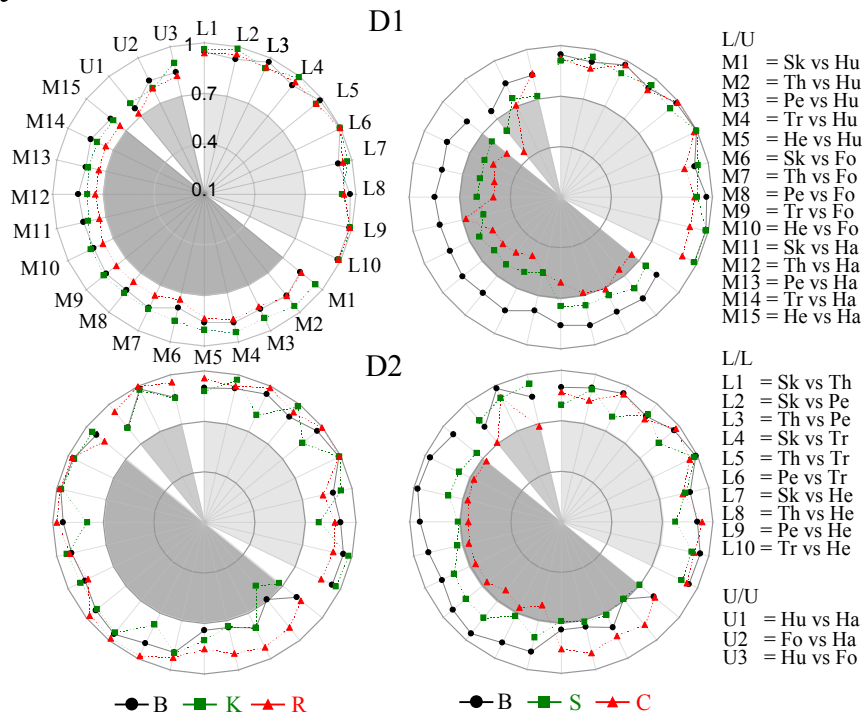 D1
L1
L2
L3
L4
L5
L6
L7
L8
L9
L10
M1
M2
M3
M4
M5
M6
M7
M8
M9
M10
M11
M12
M13
M14
M15
U1
U2
U3
1
0.7
0.4
0.1
D2
B K R
B S C
L/U
M1 = Sk vs Hu
M2 = Th vs Hu
M3 = Pe vs Hu
M4 = Tr vs Hu
M5 = He vs Hu
M6 = Sk vs Fo
M7 = Th vs Fo
M8 = Pe vs Fo
M9 = Tr vs Fo
M10 = He vs Fo
M11 = Sk vs Ha
M12 = Th vs Ha
M13 = Pe vs Ha
M14 = Tr vs Ha
M15 = He vs Ha
L/L
L1 = Sk vs Th
L2 = Sk vs Pe
L3 = Th vs Pe
L4 = Sk vs Tr
L5 = Th vs Tr
L6 = Pe vs Tr
L7 = Sk vs He
L8 = Th vs He
L9 = Pe vs He
L10 = Tr vs He
U/U
U1 = Hu vs Ha
U2 = Fo vs Ha
U3 = Hu vs Fo